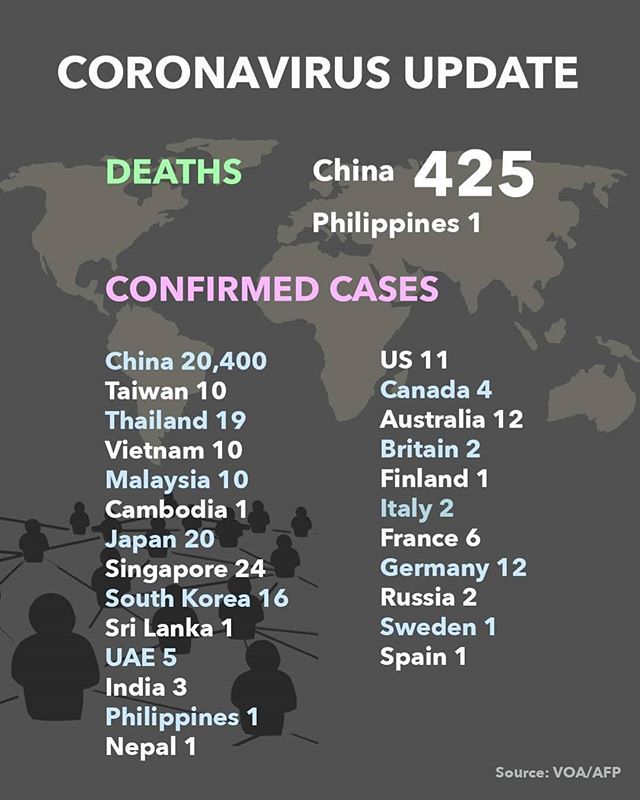 CORONAVIRUS UPDATE
DEATHS
China 425
Philippines 1
CONFIRMED CASES
China 20,400
Taiwan 10
Thailand 19
Vietnam 10
Malaysia 10
Cambodia 1
Japan 20
Singapore 24
South Korea 16
Sri Lanka 1
UAE 5
India 3
Philippines 1
Nepal 1
US 11
Canada 4
Australia 12
Britain 2
Finland 1
Italy 2
France 6
Germany 12
Russia 2
Sweden 1
Spain 1
Source: VOA/AFP